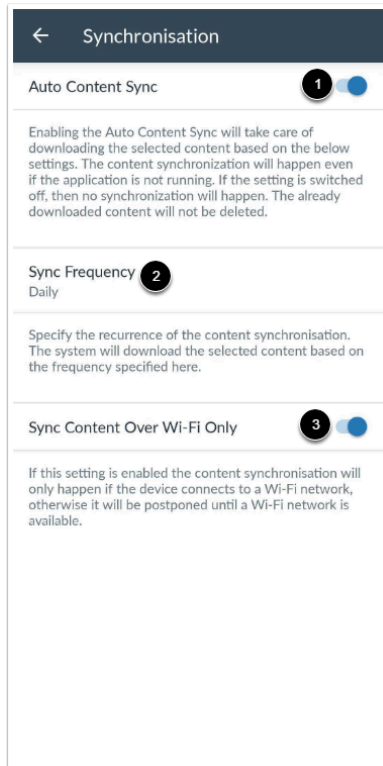 ← Synchronisation
Auto Content Sync 1
Enabling the Auto Content Sync will take care of
downloading the selected content based on the below
settings. The content synchronization will happen even
if the application is not running. If the setting is switched
off, then no synchronization will happen. The already
downloaded content will not be deleted.
Sync Frequency 2
Daily
Specify the recurrence of the content synchronisation.
The system will download the selected content based on
the frequency specified here.
Sync Content Over Wi-Fi Only 3
If this setting is enabled the content synchronisation will
only happen if the device connects to a Wi-Fi network,
otherwise it will be postponed until a Wi-Fi network is
available.